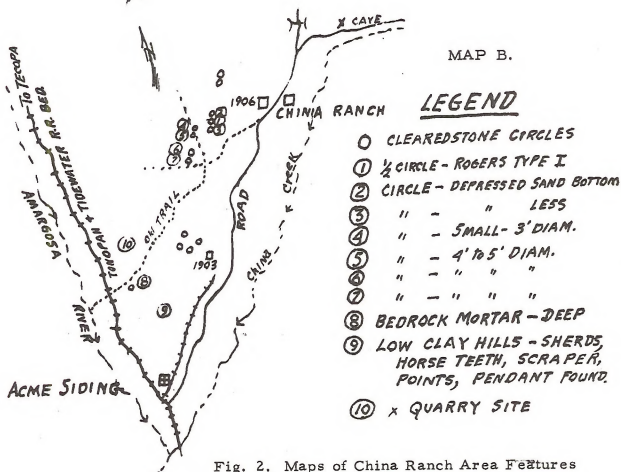 MAP B.
LEGEND
CLEAREDSTONE CIRCLES
1 1/2 CIRCLE - ROGERS TYPE I
2 CIRCLE - DEPRESSED SAND BOTTOM
3 " - " LESS
4 " - SMALL - 3' DIAM.
5 " - 4' TO 5' DIAM.
6 " - " " "
7 " - " " "
8 BEDROCK MORTAR - DEEP
9 LOW CLAY HILLS - SHERDS,
HORSE TEETH, SCRAPER,
POINTS, PENDANT FOUND.
10 x QUARRY SITE
x CAVE
1906
CHINA RANCH
TO TECOPA
TONOPAH + TIDEWATER R.R. BED
AMARGOSA
RIVER
OLD TRAIL
ROAD
China Creek
1903
10
8
9
ACME SIDING
Fig. 2. Maps of China Ranch Area Features